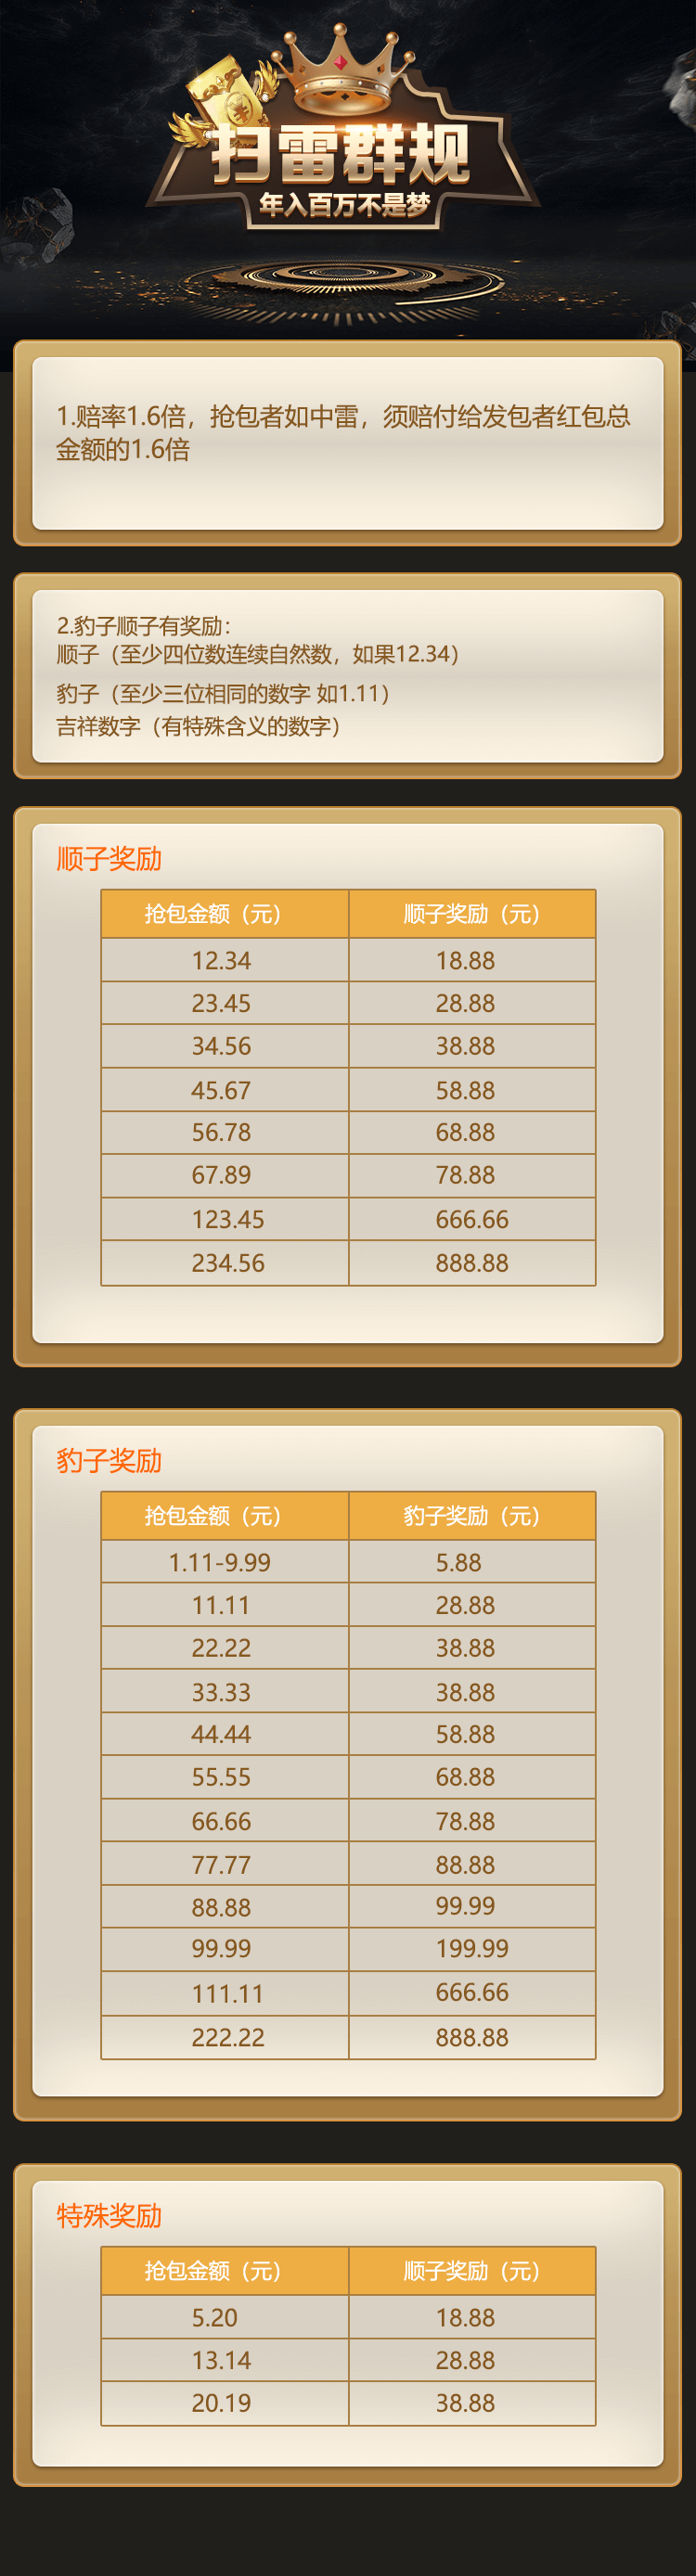 扫雷群规
年入百万不是梦
1.赔率1.6倍，抢包者如中雷，须赔付给发包者红包总
金额的1.6倍
2.豹子顺子有奖励：
顺子（至少四位数连续自然数，如果12.34）
豹子（至少三位相同的数字 如1.11）
吉祥数字（有特殊含义的数字）
顺子奖励
抢包金额（元） 顺子奖励（元）
12.34 18.88
23.45 28.88
34.56 38.88
45.67 58.88
56.78 68.88
67.89 78.88
123.45 666.66
234.56 888.88
豹子奖励
抢包金额（元） 豹子奖励（元）
1.11-9.99 5.88
11.11 28.88
22.22 38.88
33.33 38.88
44.44 58.88
55.55 68.88
66.66 78.88
77.77 88.88
88.88 99.99
99.99 199.99
111.11 666.66
222.22 888.88
特殊奖励
抢包金额（元） 顺子奖励（元）
5.20 18.88
13.14 28.88
20.19 38.88